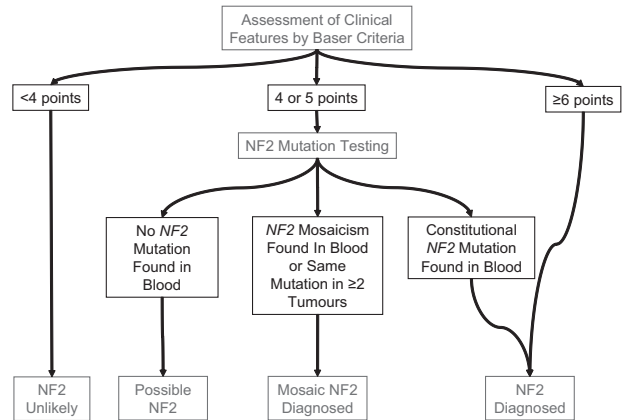 Assessment of Clinical
Features by Baser Criteria
<4 points
4 or 5 points
≥6 points
NF2 Mutation Testing
No NF2
Mutation
Found in
Blood
NF2 Mosaicism
Found In Blood
or Same
Mutation in ≥2
Tumours
Constitutional
NF2 Mutation
Found in Blood
NF2
Unlikely
Possible
NF2
Mosaic NF2
Diagnosed
NF2
Diagnosed